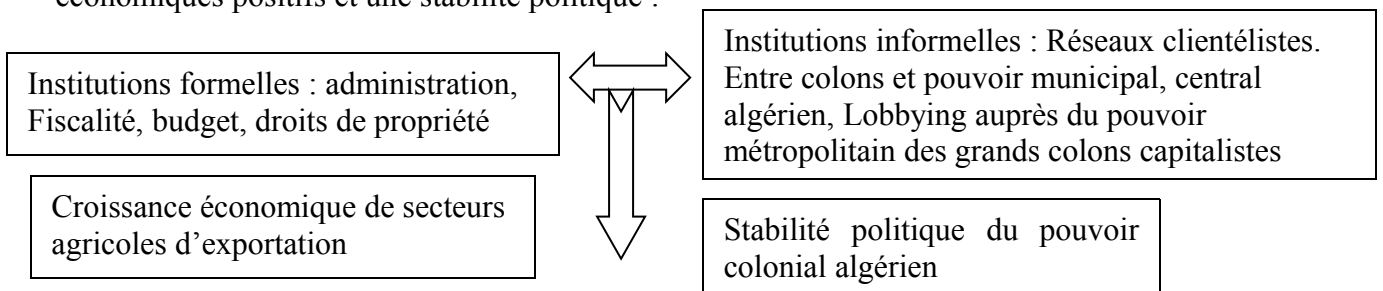 économiques positifs et une stabilité politique :
Institutions formelles : administration,
Fiscalité, budget, droits de propriété
Institutions informelles : Réseaux clientélistes.
Entre colons et pouvoir municipal, central
algérien, Lobbying auprès du pouvoir
métropolitain des grands colons capitalistes
Croissance économique de secteurs
agricoles d’exportation
Stabilité politique du pouvoir
colonial algérien